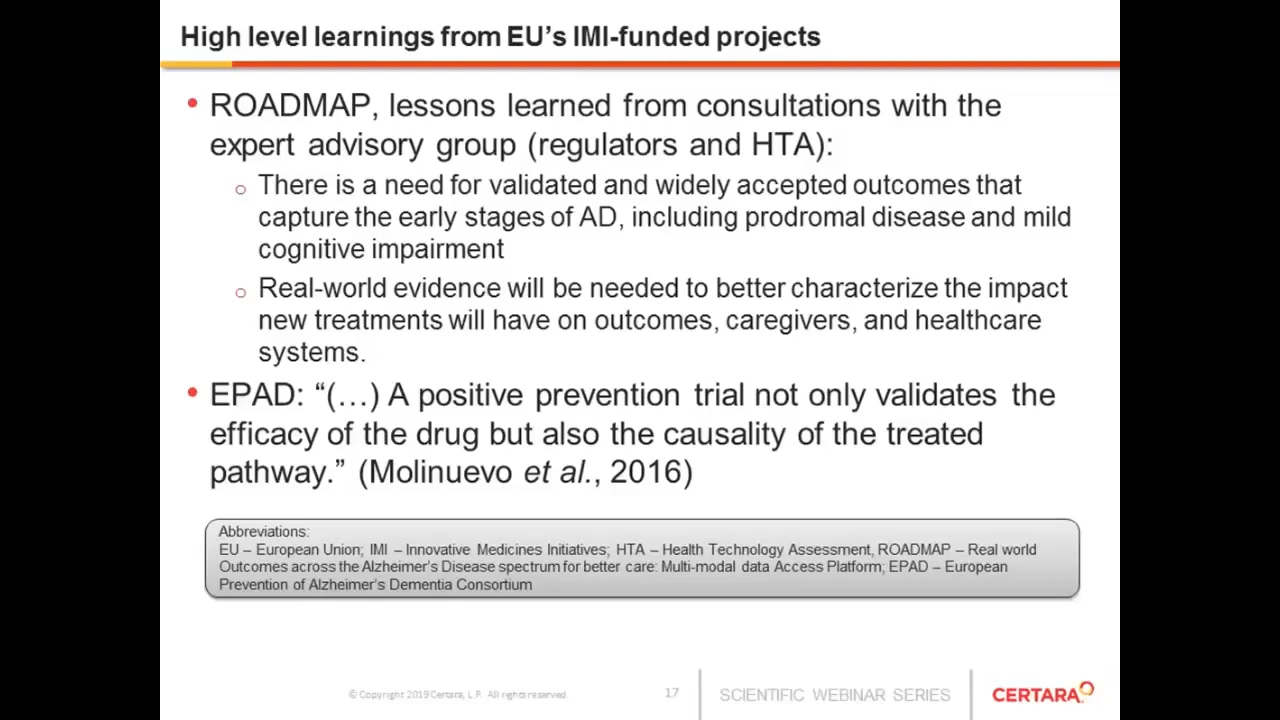 High level learnings from EU's IMI-funded projects
• ROADMAP, lessons learned from consultations with the
expert advisory group (regulators and HTA):
o There is a need for validated and widely accepted outcomes that
capture the early stages of AD, including prodromal disease and mild
cognitive impairment
o Real-world evidence will be needed to better characterize the impact
new treatments will have on outcomes, caregivers, and healthcare
systems.
• EPAD: “(…) A positive prevention trial not only validates the
efficacy of the drug but also the causality of the treated
pathway.” (Molinuevo et al., 2016)
Abbreviations:
EU – European Union; IMI – Innovative Medicines Initiatives; HTA – Health Technology Assessment, ROADMAP – Real world
Outcomes across the Alzheimer's Disease spectrum for better care: Multi-modal data Access Platform; EPAD – European
Prevention of Alzheimer's Dementia Consortium
© Copyright 2019 Certara, L.P. All rights reserved
17
SCIENTIFIC WEBINAR SERIES
CERTARA